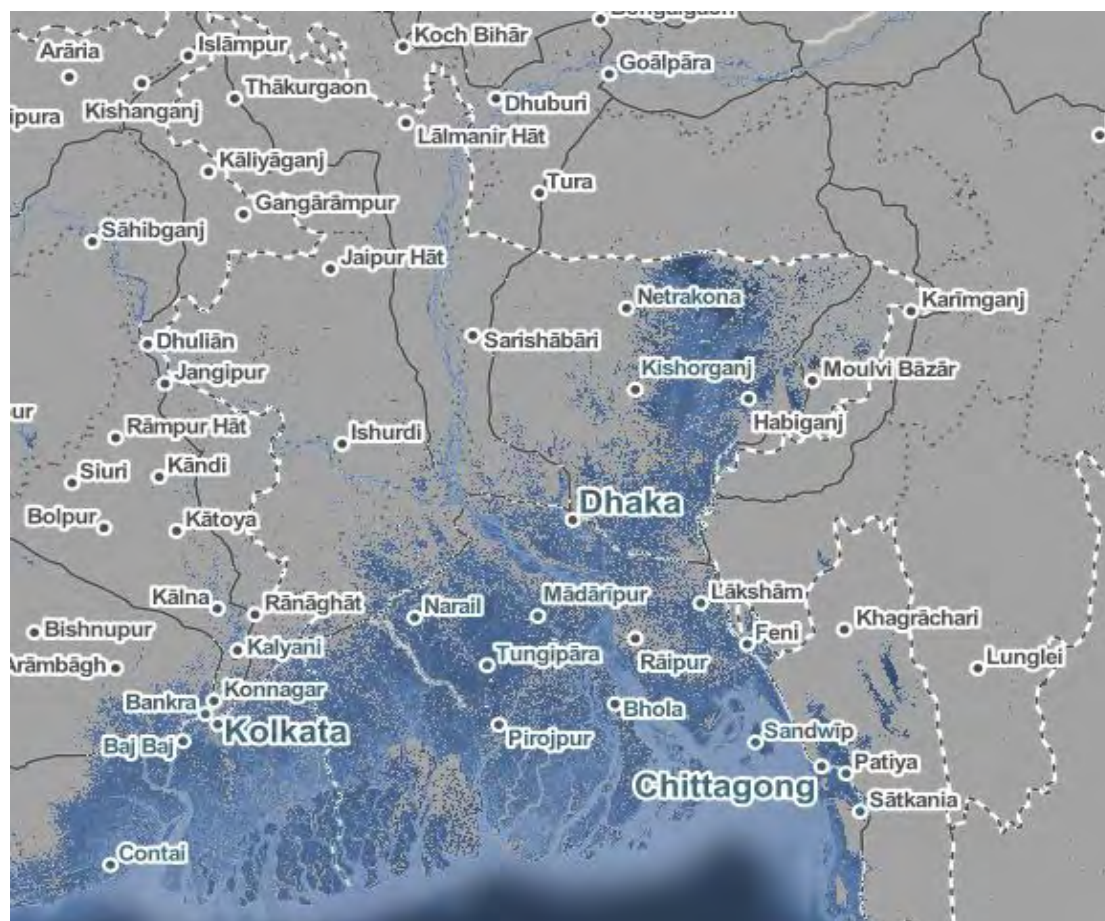 Arāria
Islāmpur
Koch Bihār
Goālpāra
Kishanganj
Thākurgaon
Dhuburi
ipura
Lālmanir Hāt
Kāliyāganj
Tura
Gangārāmpur
Sāhibganj
Jaipur Hāt
Netrakona
Karīmganj
Dhuliān
Sarishābāri
Jangipur
Kishorganj
Moulvi Bāzār
ur
Habiganj
Rāmpur Hāt
Ishurdi
Siuri
Kāndi
Dhaka
Bolpur
Kātoya
Kālna
Rānāghāt
Narail
Mādārīpur
Lākshām
Khagrāchari
Bishnupur
Kalyani
Feni
Arāmbāgh
Tungipāra
Rāipur
Lunglei
Konnagar
Bankra
Bhola
Kolkata
Pirojpur
Sandwīp
Baj Baj
Patiya
Chittagong
Sātkania
Contai